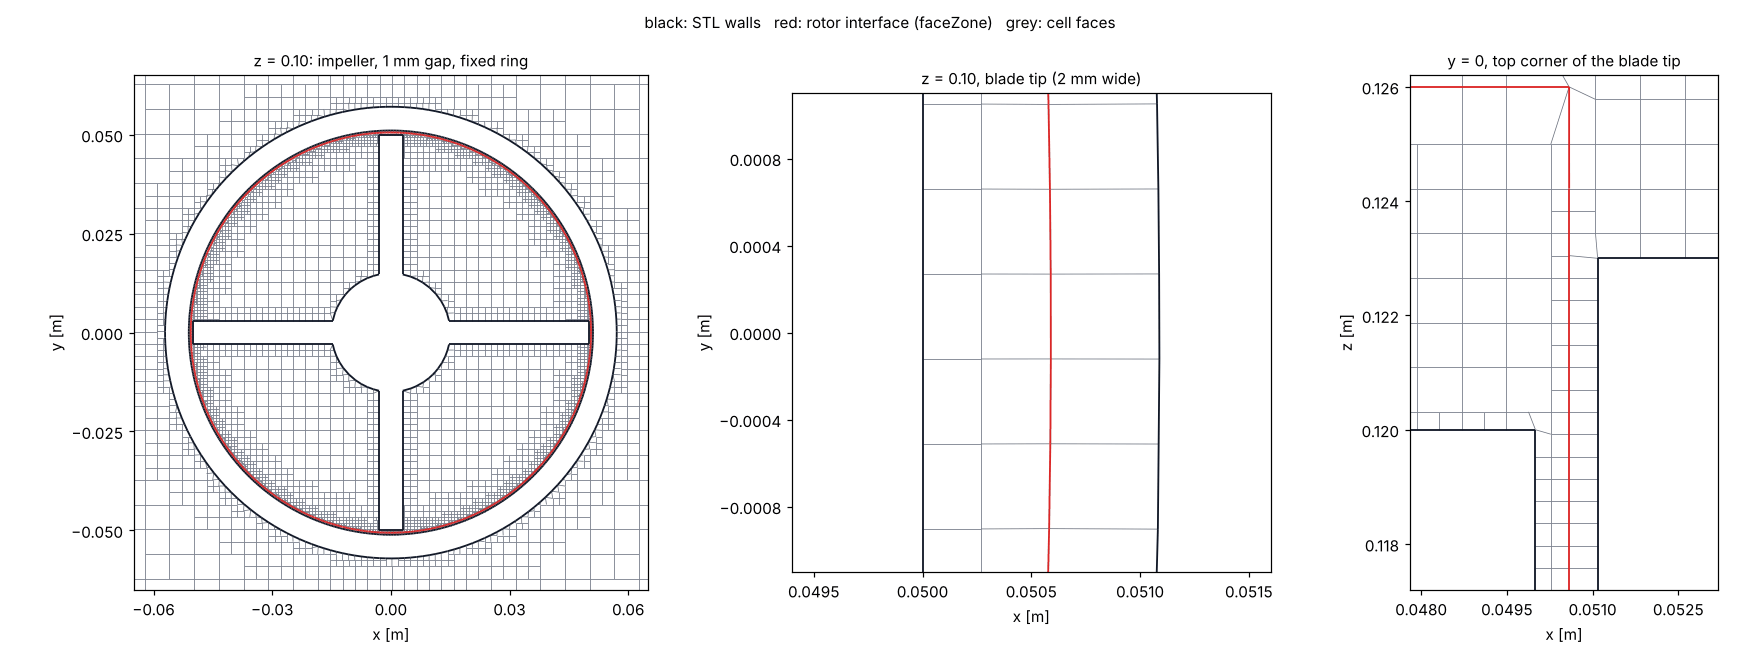 black: STL walls   red: rotor interface (faceZone)   grey: cell faces
z = 0.10: impeller, 1 mm gap, fixed ring
y [m]
0.050
0.025
0.000
−0.025
−0.050
−0.06
−0.03
0.00
0.03
0.06
x [m]
z = 0.10, blade tip (2 mm wide)
y [m]
0.0008
0.0004
0.0000
−0.0004
−0.0008
0.0495
0.0500
0.0505
0.0510
0.0515
x [m]
y = 0, top corner of the blade tip
z [m]
0.126
0.124
0.122
0.120
0.118
0.0480
0.0495
0.0510
0.0525
x [m]